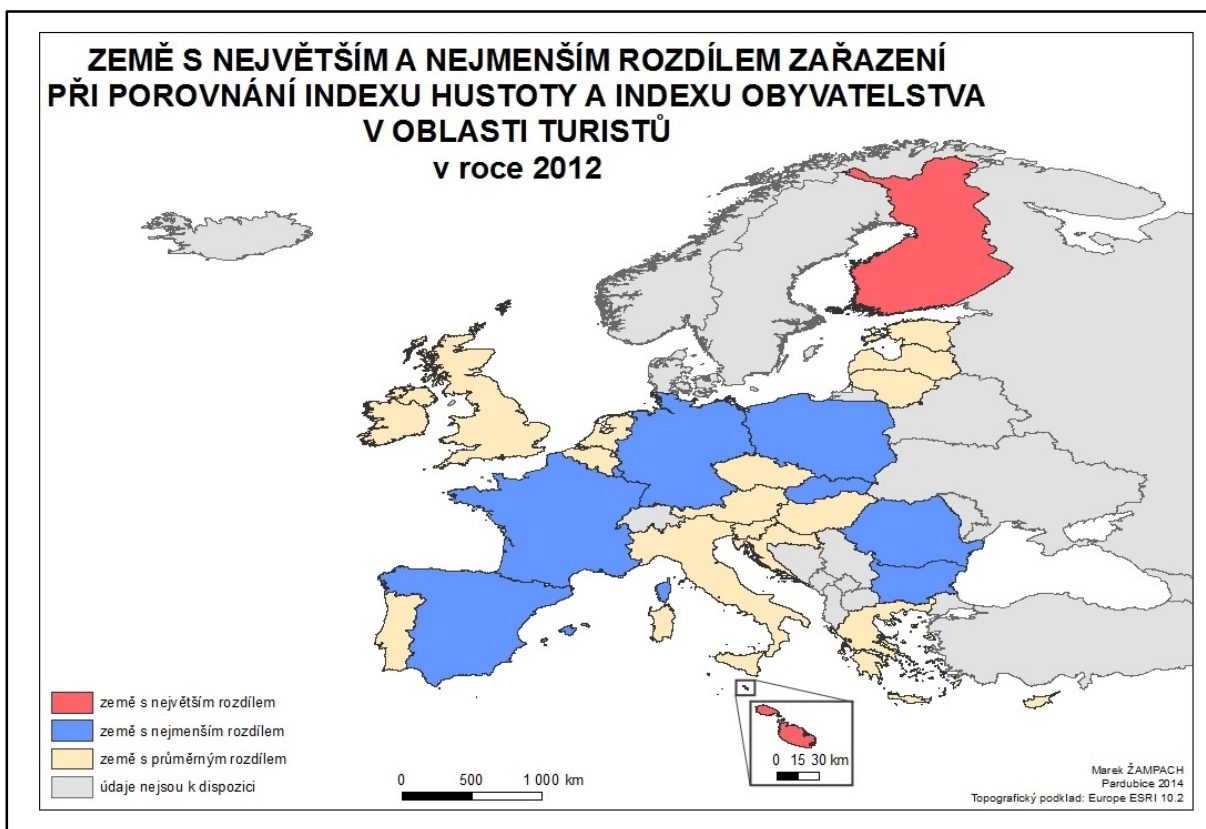 ZEMĚ S NEJVĚTŠÍM A NEJMENŠÍM ROZDÍLEM ZAŘAZENÍ
PŘI POROVNÁNÍ INDEXU HUSTOTY A INDEXU OBYVATELSTVA
V OBLASTI TURISTŮ
v roce 2012
země s největším rozdílem
země s nejmenším rozdílem
země s průměrným rozdílem
údaje nejsou k dispozici
0 500 1 000 km
0 15 30 km
Marek ŽAMPACH
Pardubice 2014
Topografický podklad: Europe ESRI 10.2